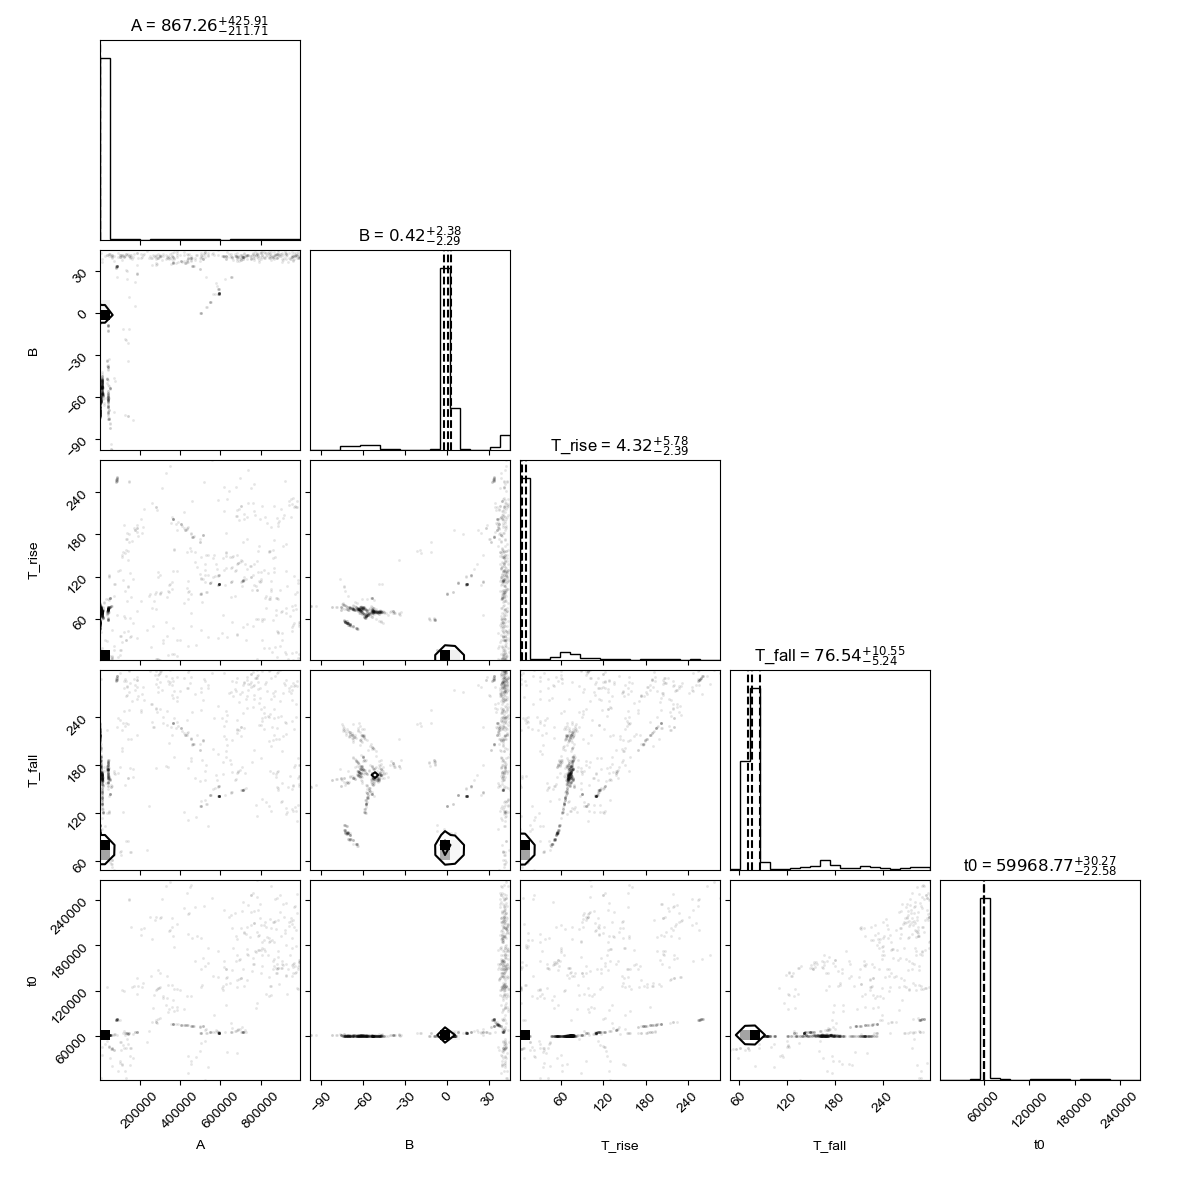 A = 867.26+425.91−211.71
B = 0.42+2.38−2.29
30
0
−30
−60
−90
B
T_rise = 4.32+5.78−2.39
240
180
120
60
T_rise
T_fall = 76.54+10.55−5.24
240
180
120
60
T_fall
t0 = 59968.77+30.27−22.58
240000
180000
120000
60000
t0
200000 400000 600000 800000
−90 −60 −30 0 30
60 120 180 240
60 120 180 240
60000 120000 180000 240000
A B T_rise T_fall t0